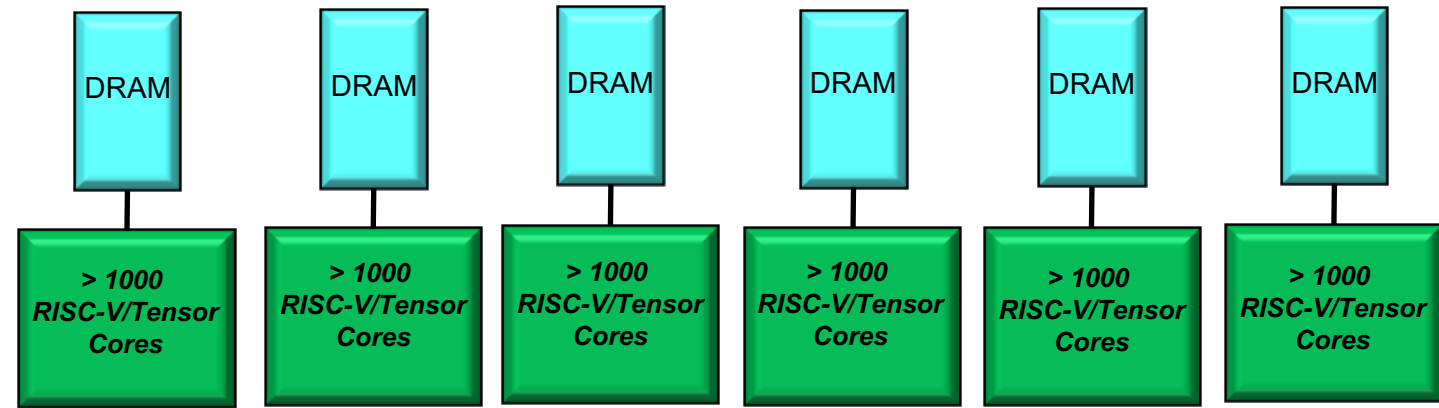 DRAM
DRAM
DRAM
DRAM
DRAM
DRAM
> 1000
RISC-V/Tensor
Cores
> 1000
RISC-V/Tensor
Cores
> 1000
RISC-V/Tensor
Cores
> 1000
RISC-V/Tensor
Cores
> 1000
RISC-V/Tensor
Cores
> 1000
RISC-V/Tensor
Cores